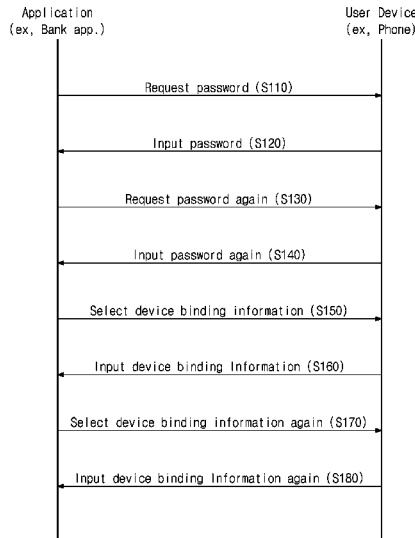 Application
(ex, Bank app.)
User Device
(ex, Phone)
Request password (S110)
Input password (S120)
Request password again (S130)
Input password again (S140)
Select device binding information (S150)
Input device binding Information (S160)
Select device binding information again (S170)
Input device binding Information again (S180)